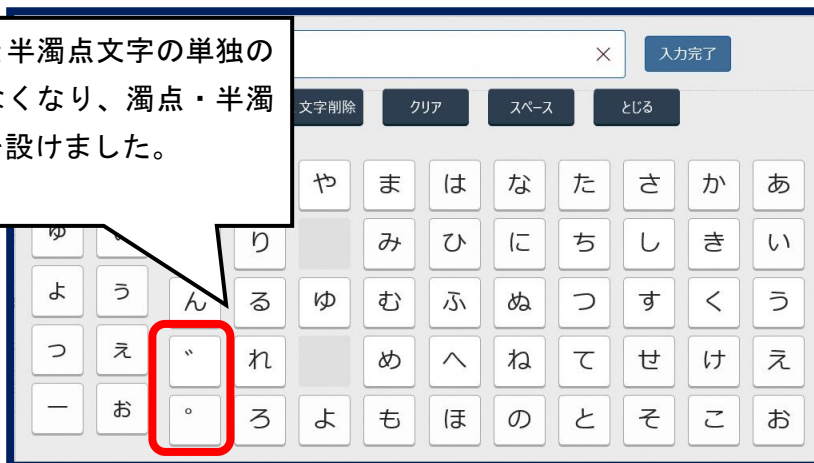 半濁点文字の単独の
なくなり、濁点・半濁
設けました。
× 入力完了
文字削除 クリア スペース とじる
や ま は な た さ か あ
り み ひ に ち し き い
よ う ん る ゆ む ふ ぬ つ す く う
つ え ゛ れ め へ ね て せ け え
ー お ゜ ろ よ も ほ の と そ こ お